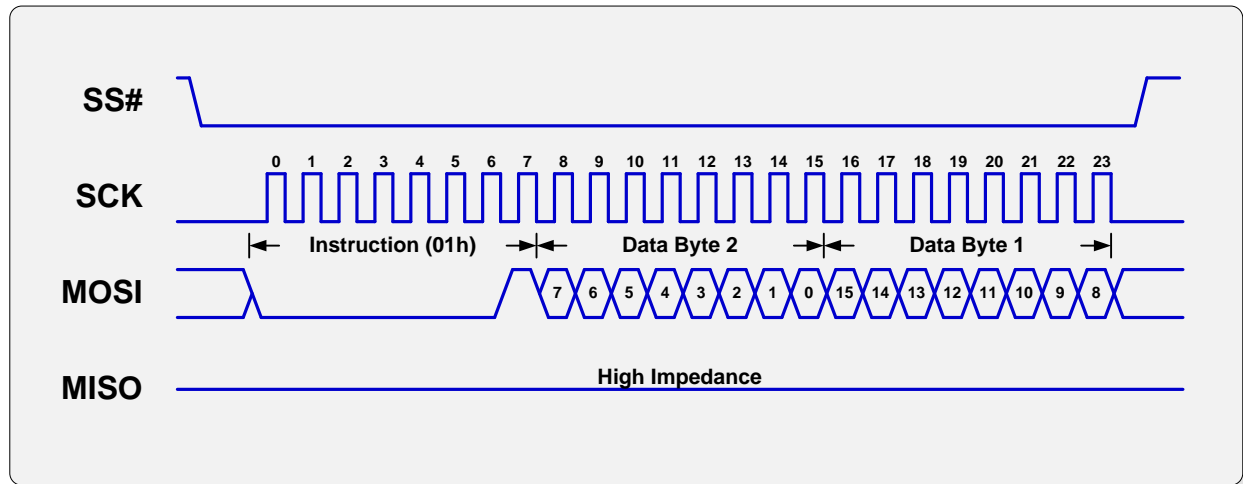 SS#
0 1 2 3 4 5 6 7 8 9 10 11 12 13 14 15 16 17 18 19 20 21 22 23
SCK
Instruction (01h) Data Byte 2 Data Byte 1
MOSI 7 6 5 4 3 2 1 0 15 14 13 12 11 10 9 8
High Impedance
MISO